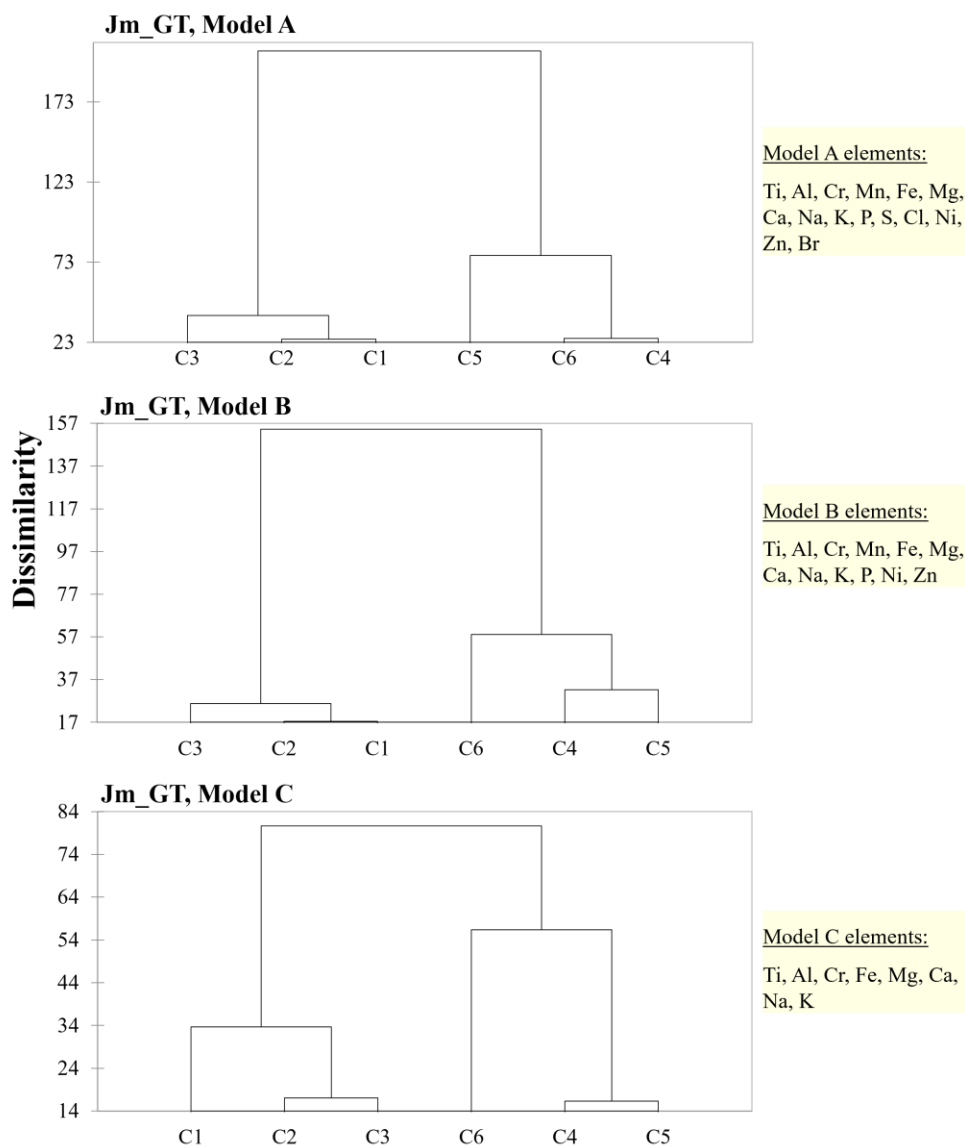 Jm_GT, Model A
173
123
73
23
C3 C2 C1 C5 C6 C4
Model A elements:
Ti, Al, Cr, Mn, Fe, Mg,
Ca, Na, K, P, S, Cl, Ni,
Zn, Br
Dissimilarity
Jm_GT, Model B
157
137
117
97
77
57
37
17
C3 C2 C1 C6 C4 C5
Model B elements:
Ti, Al, Cr, Mn, Fe, Mg,
Ca, Na, K, P, Ni, Zn
Jm_GT, Model C
84
74
64
54
44
34
24
14
C1 C2 C3 C6 C4 C5
Model C elements:
Ti, Al, Cr, Fe, Mg, Ca,
Na, K